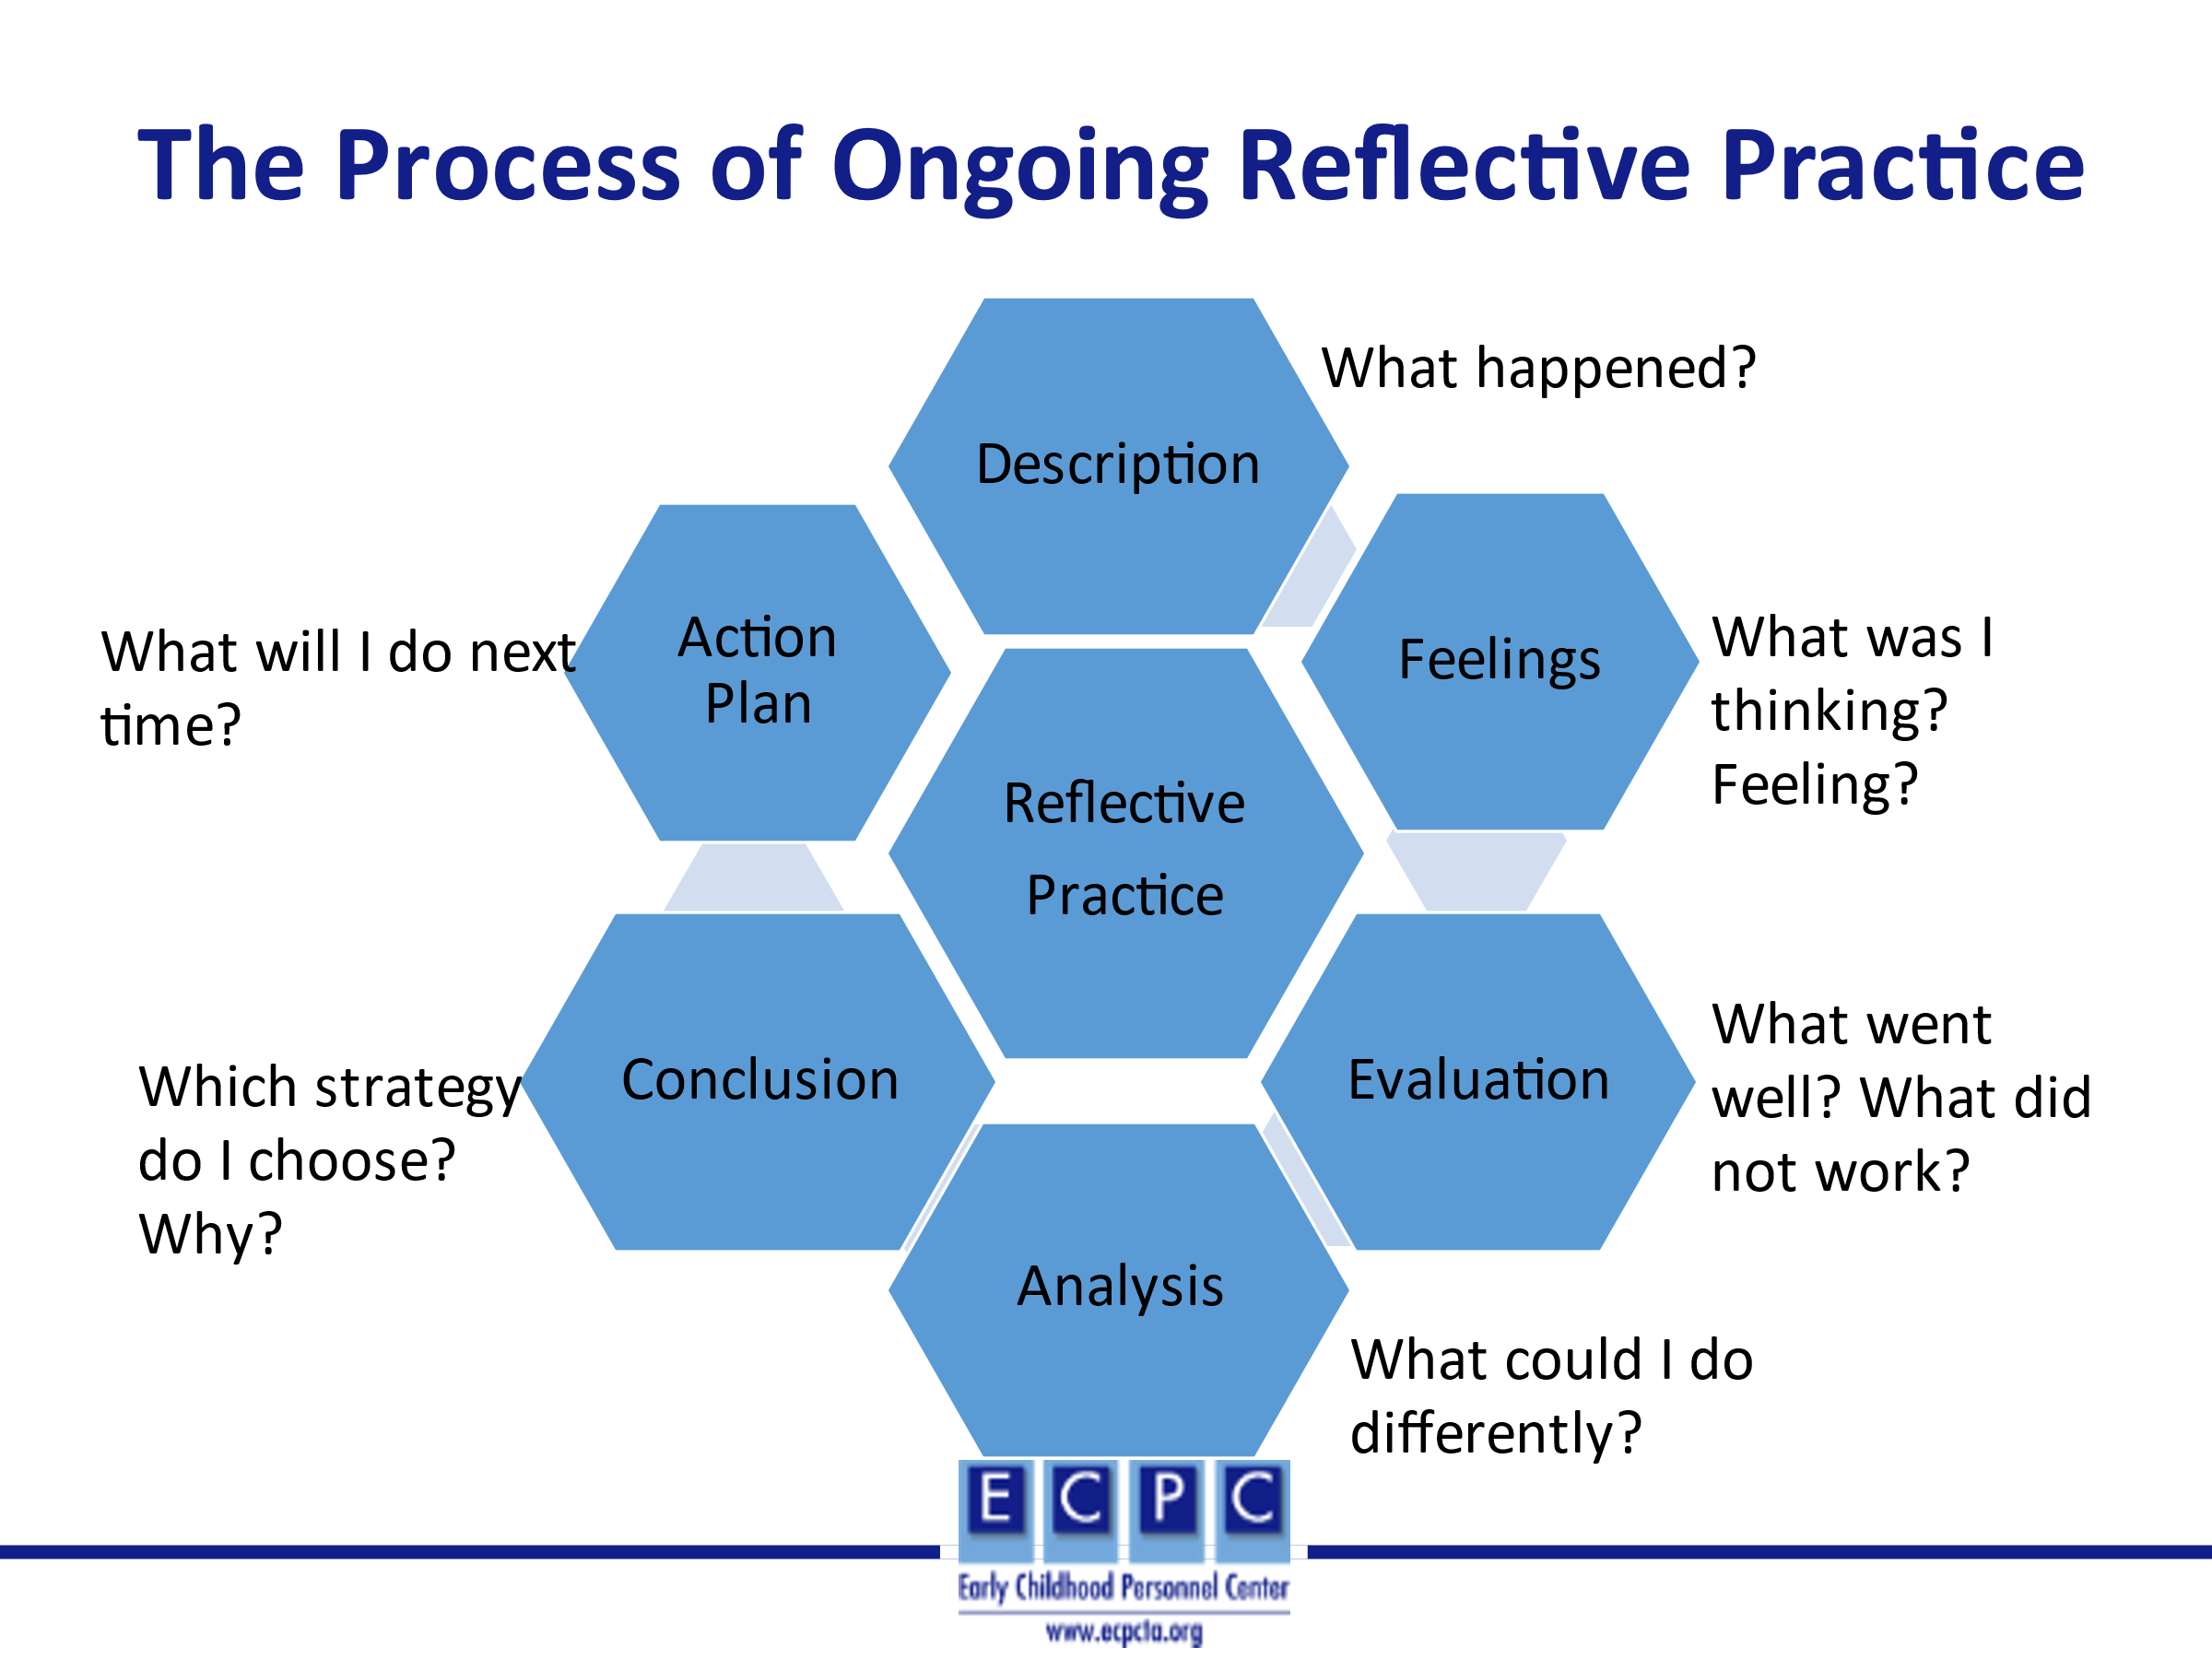 The Process of Ongoing Reflective Practice
What happened?
Description
Feelings
What was I
thinking?
Feeling?
Action
Plan
What will I do next
time?
Reflective
Practice
Evaluation
What went
well? What did
not work?
Conclusion
Which strategy
do I choose?
Why?
Analysis
What could I do
differently?
E C P C
Early Childhood Personnel Center
www.ecpcta.org